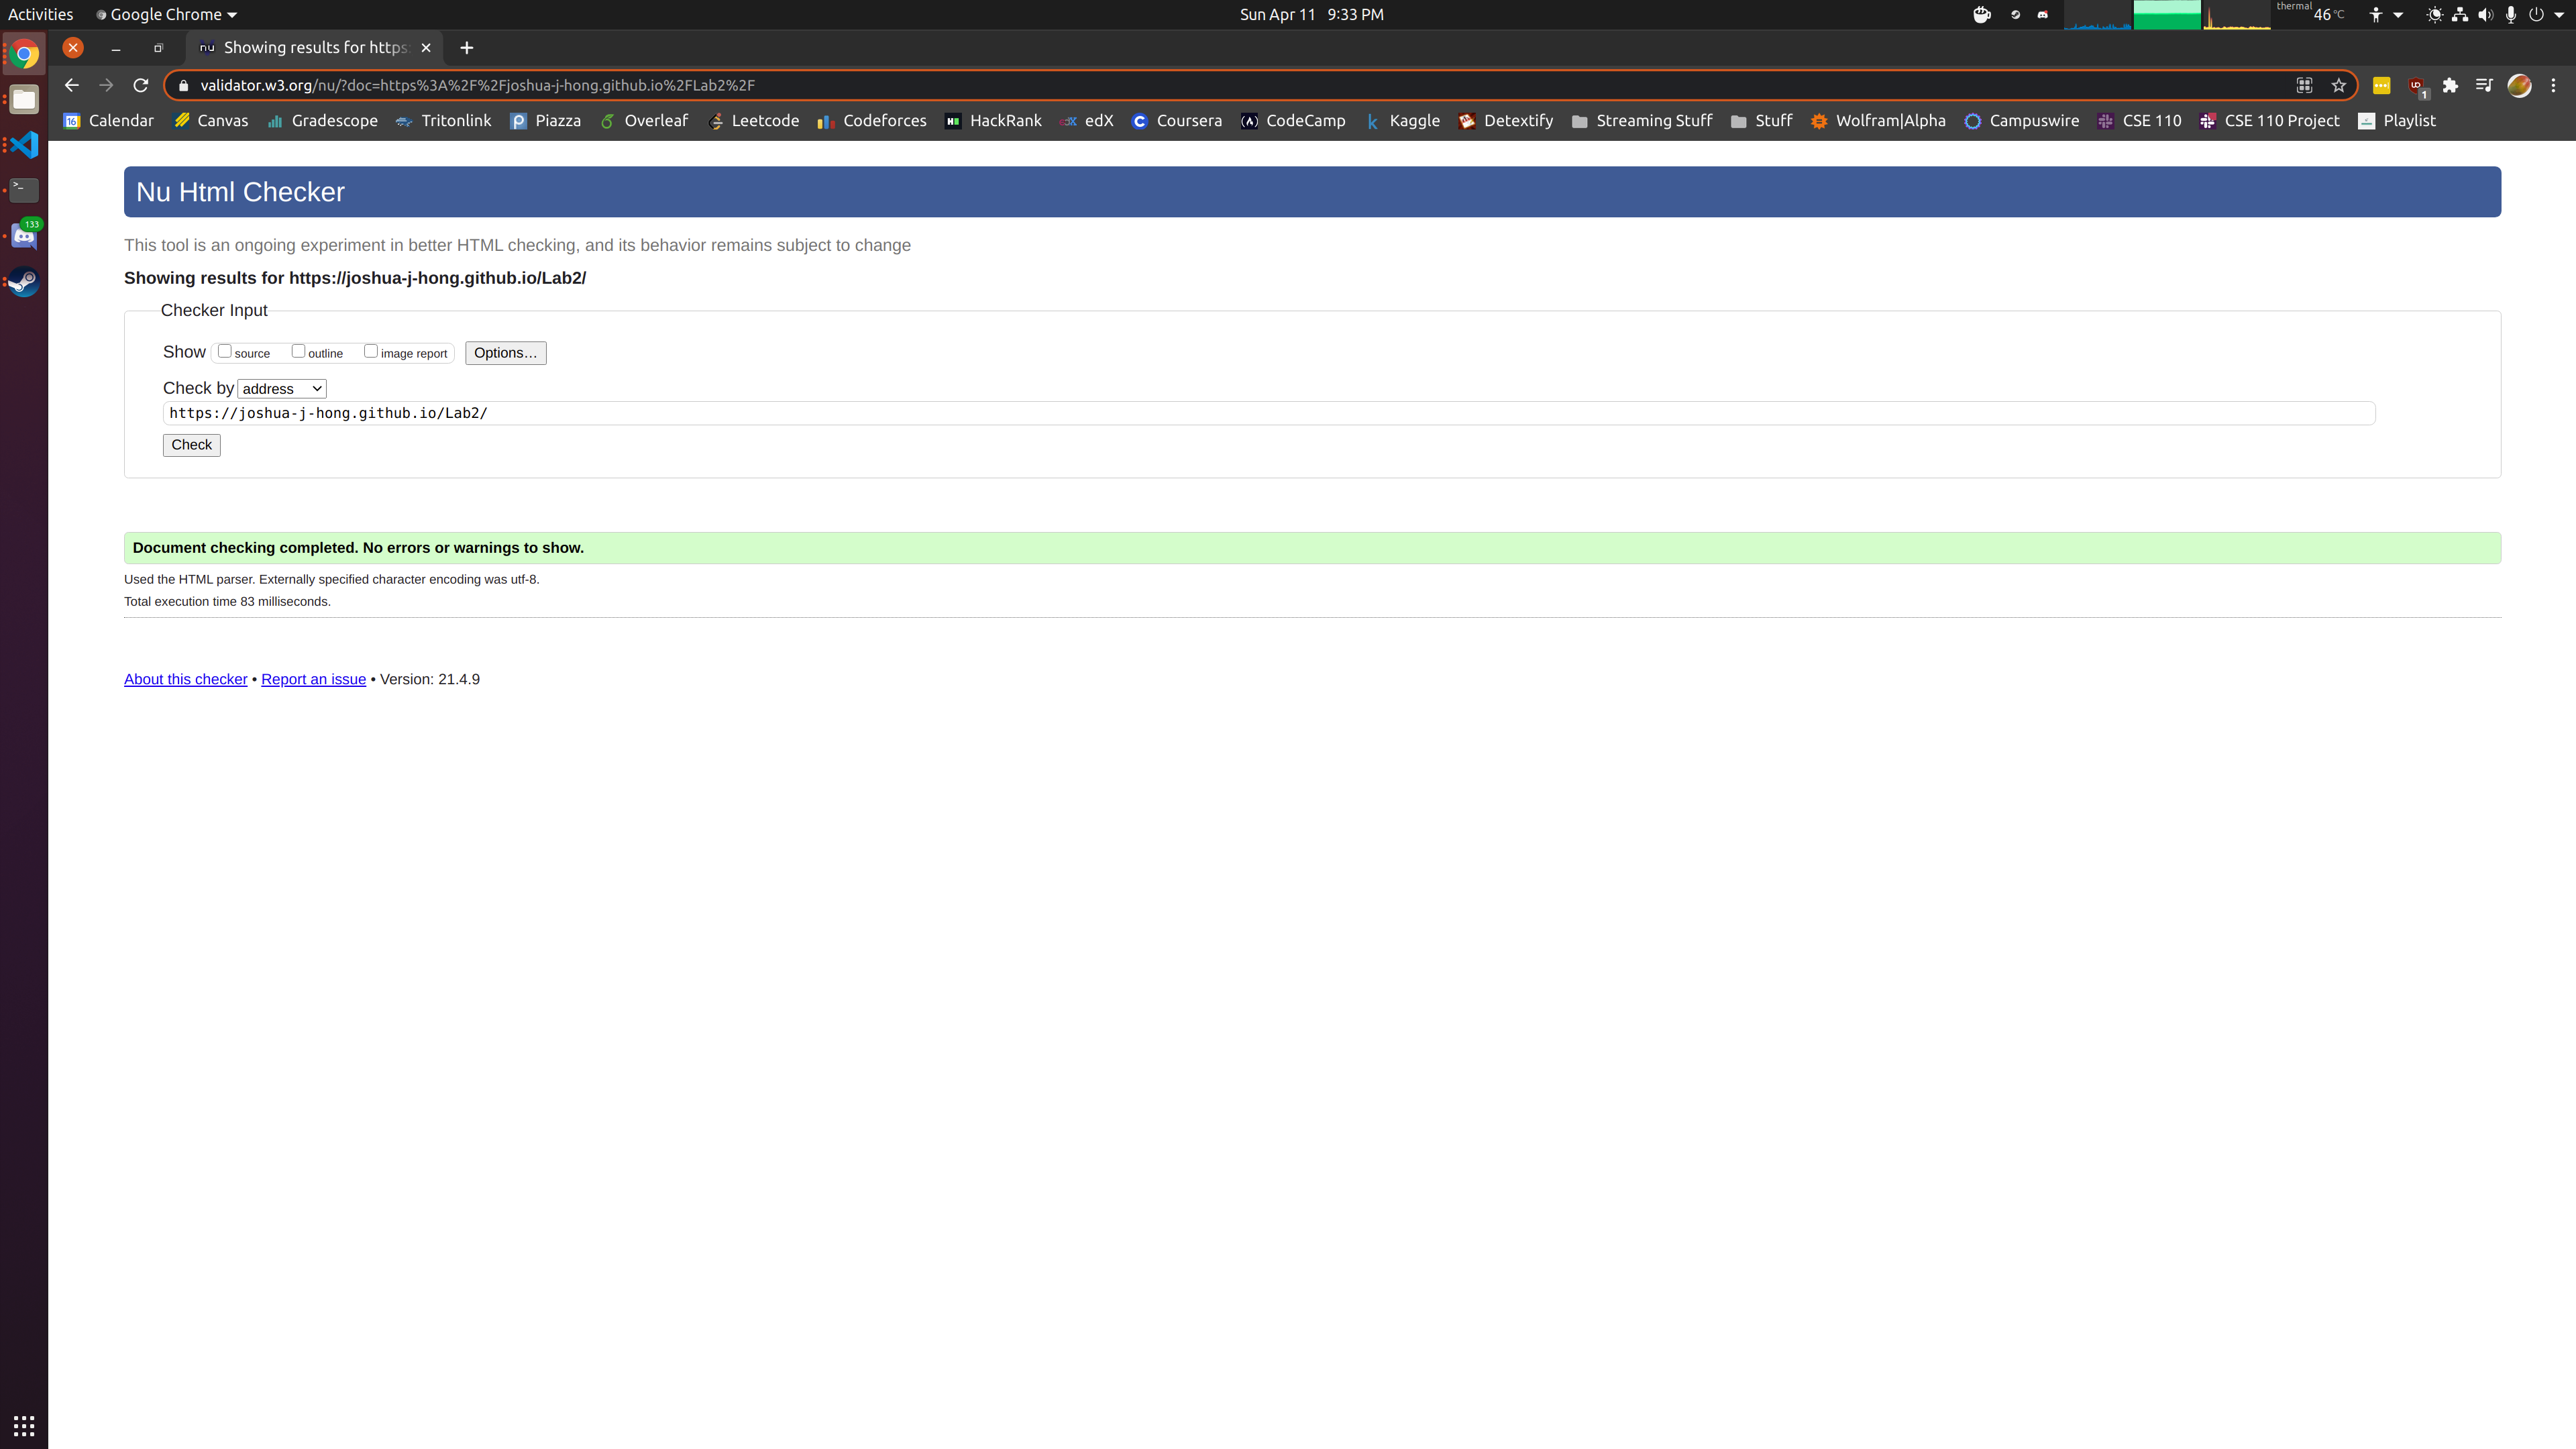 Activities
Google Chrome
Sun Apr 11 9:33 PM
thermal
46 °C
Showing results for https:
validator.w3.org/nu/?doc=https%3A%2F%2Fjoshua-j-hong.github.io%2FLab2%2F
1
16 Calendar Canvas Gradescope Tritonlink Piazza Overleaf Leetcode Codeforces HackRank edX Coursera CodeCamp Kaggle Detextify Streaming Stuff Stuff Wolfram|Alpha Campuswire CSE 110 CSE 110 Project Playlist
133
Nu Html Checker
This tool is an ongoing experiment in better HTML checking, and its behavior remains subject to change
Showing results for https://joshua-j-hong.github.io/Lab2/
Checker Input
Show source outline image report Options...
Check by address
https://joshua-j-hong.github.io/Lab2/
Check
Document checking completed. No errors or warnings to show.
Used the HTML parser. Externally specified character encoding was utf-8.
Total execution time 83 milliseconds.
About this checker • Report an issue • Version: 21.4.9